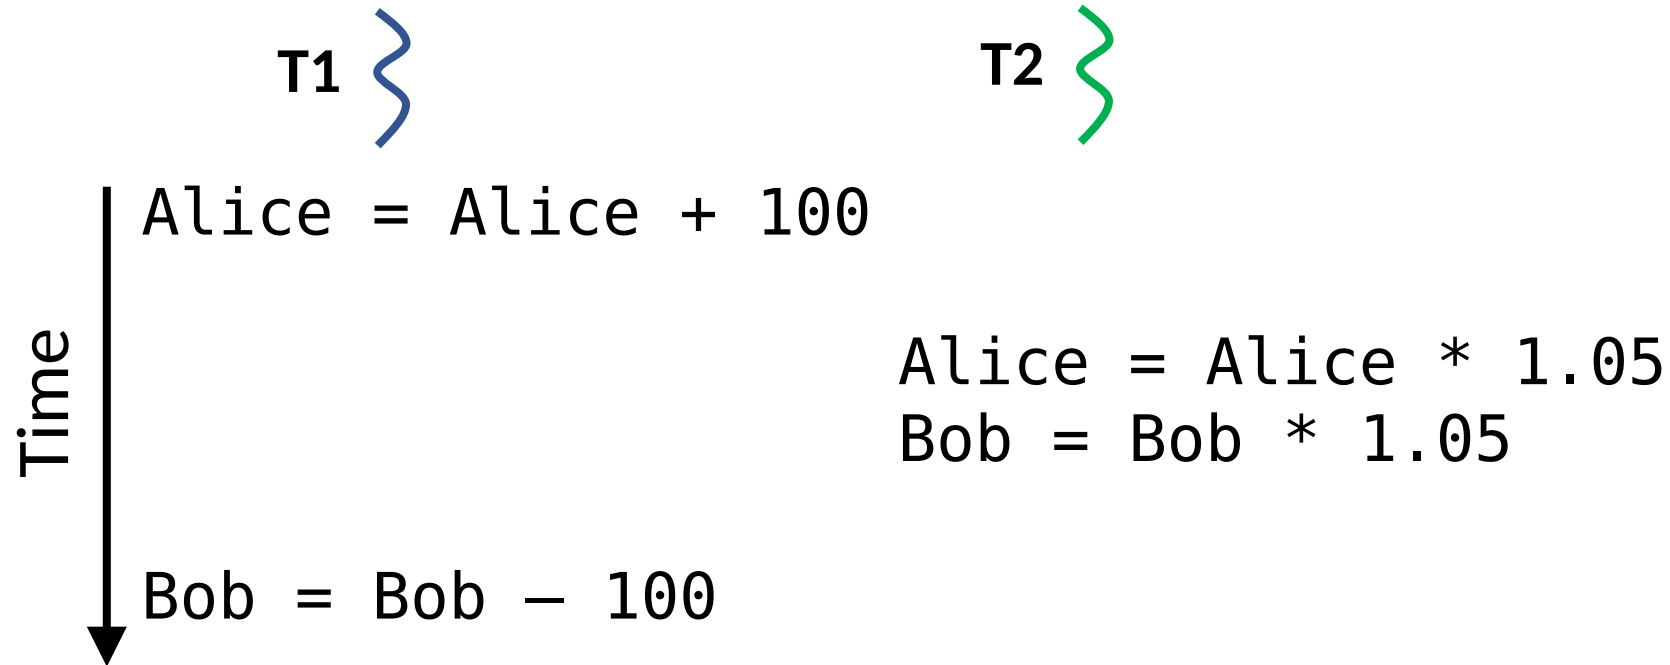 T1
T2
Time
Alice = Alice + 100
Alice = Alice * 1.05
Bob = Bob * 1.05
Bob = Bob – 100